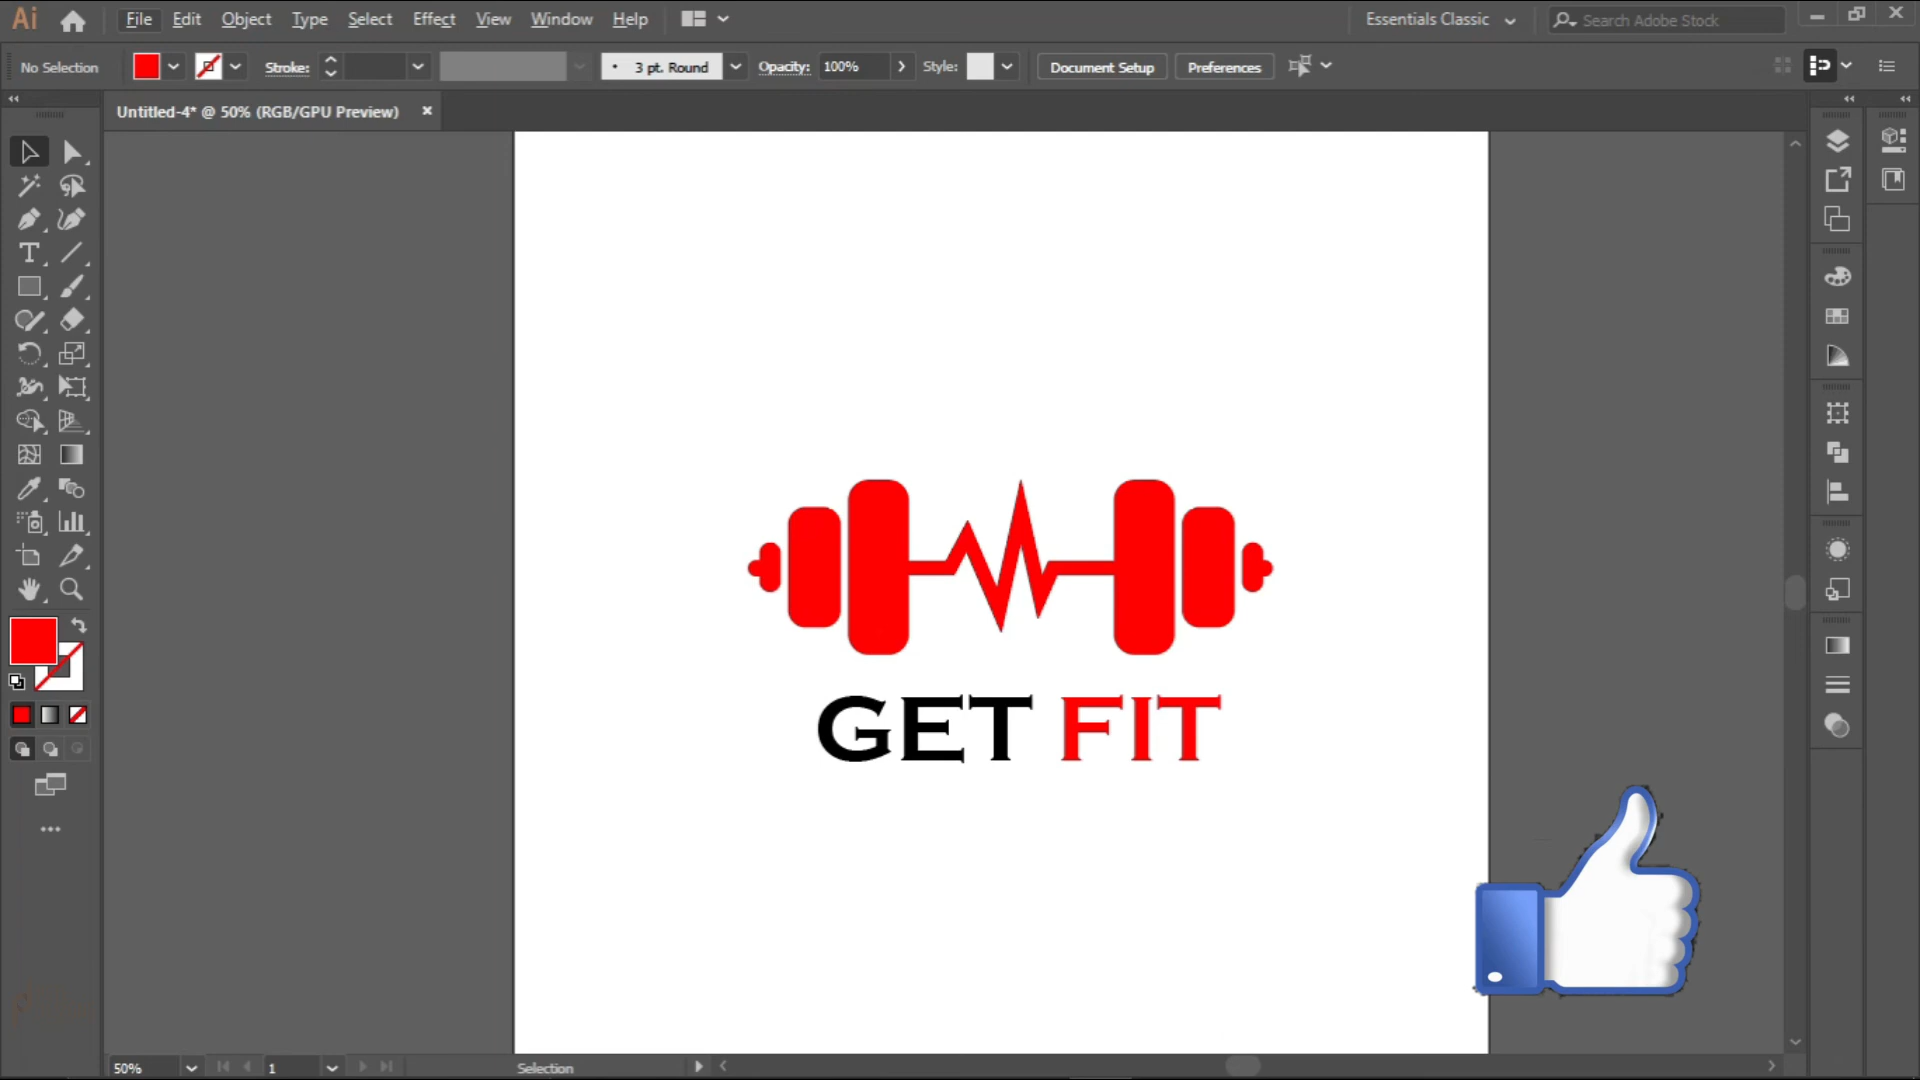 Ai File Edit Object Type Select Effect View Window Help Essentials Classic Search Adobe Stock
No Selection Stroke: 3 pt. Round Opacity: 100% Style: Document Setup Preferences
Untitled-4* @ 50% (RGB/GPU Preview)
GET FIT
50% 1 Selection